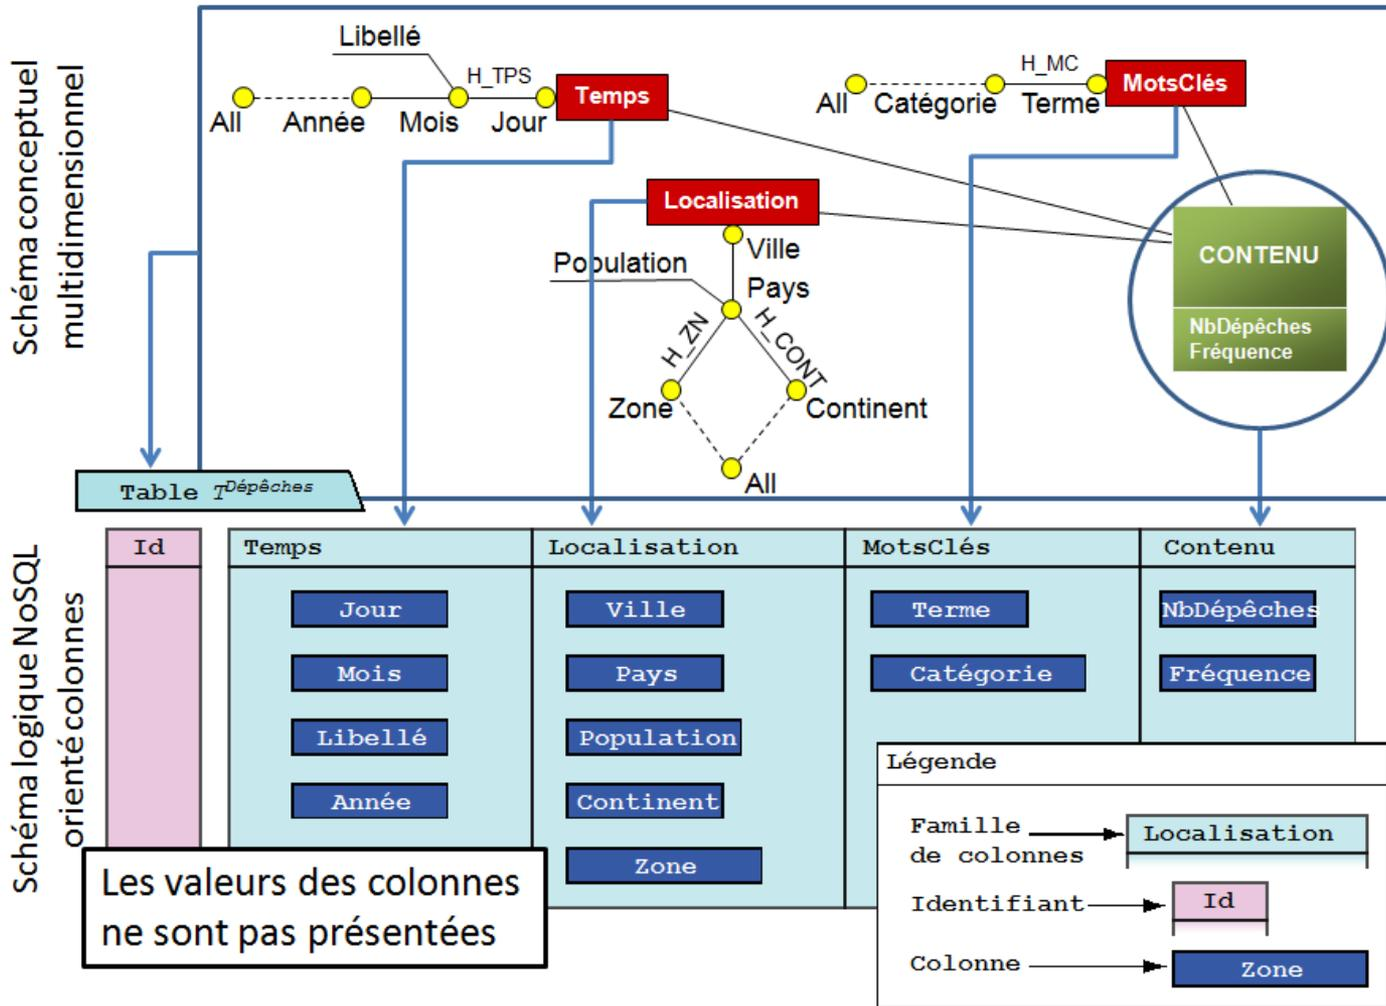 Schéma conceptuel
multidimensionnel
Libellé
H_TPS
Temps
All
Année
Mois
Jour
H_MC
MotsClés
All
Catégorie
Terme
Localisation
Ville
Population
Pays
H_ZN
H_CONT
Zone
Continent
All
CONTENU
NbDépêches
Fréquence
Table T^Dépêches
Schéma logique NoSQL
orienté colonnes
Id
Temps
Jour
Mois
Libellé
Année
Localisation
Ville
Pays
Population
Continent
Zone
MotsClés
Terme
Catégorie
Contenu
NbDépêches
Fréquence
Les valeurs des colonnes
ne sont pas présentées
Légende
Famille
de colonnes
Localisation
Identifiant
Id
Colonne
Zone